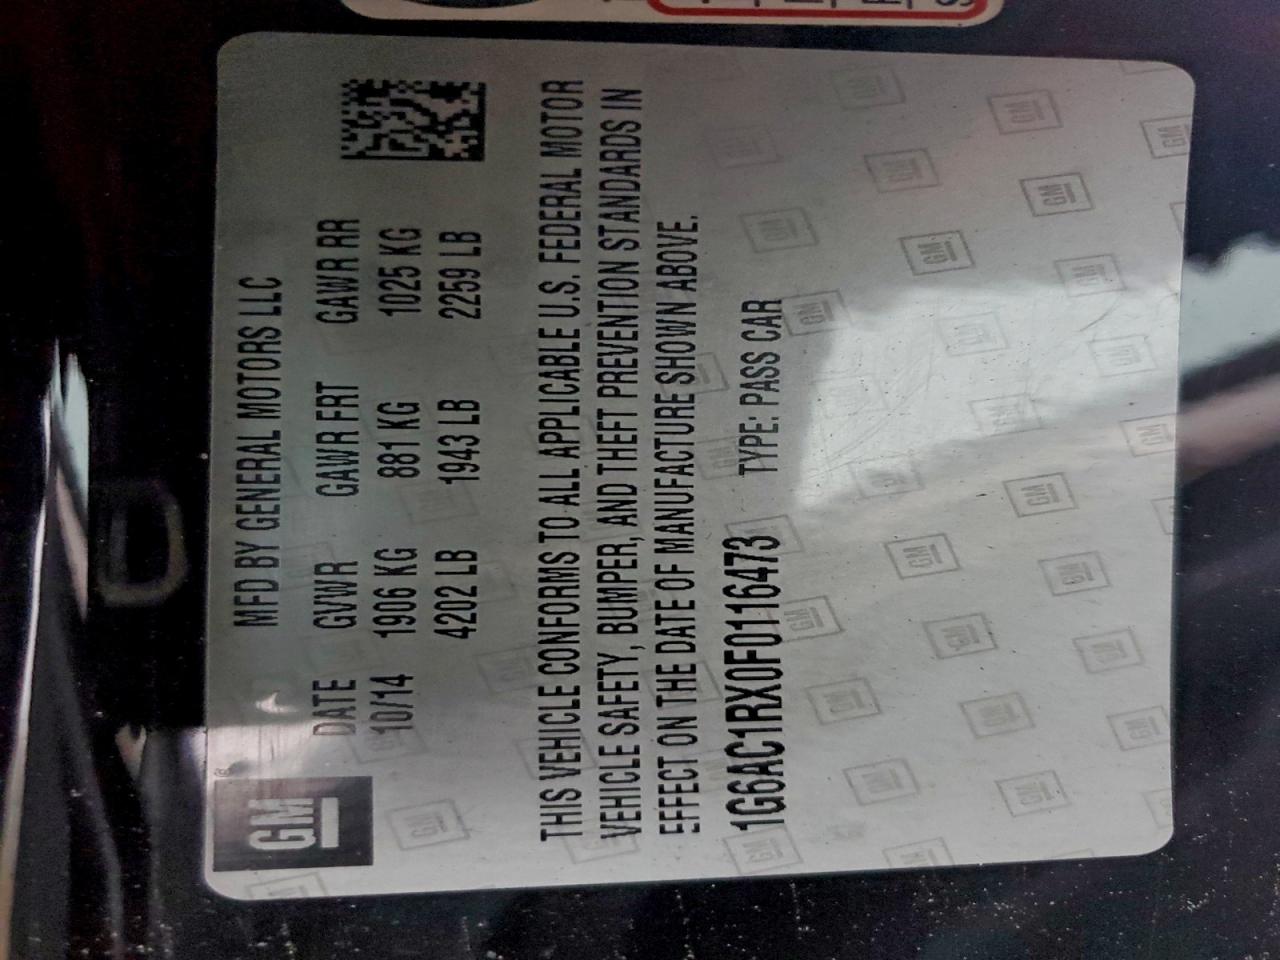 GM
MFD BY GENERAL MOTORS LLC
DATE GVWR GAWR FRT GAWR RR
10/14 1906 KG 881 KG 1025 KG
4202 LB 1943 LB 2259 LB
THIS VEHICLE CONFORMS TO ALL APPLICABLE U.S. FEDERAL MOTOR
VEHICLE SAFETY, BUMPER, AND THEFT PREVENTION STANDARDS IN
EFFECT ON THE DATE OF MANUFACTURE SHOWN ABOVE.
1G6AC1RX0F0116473 TYPE: PASS CAR